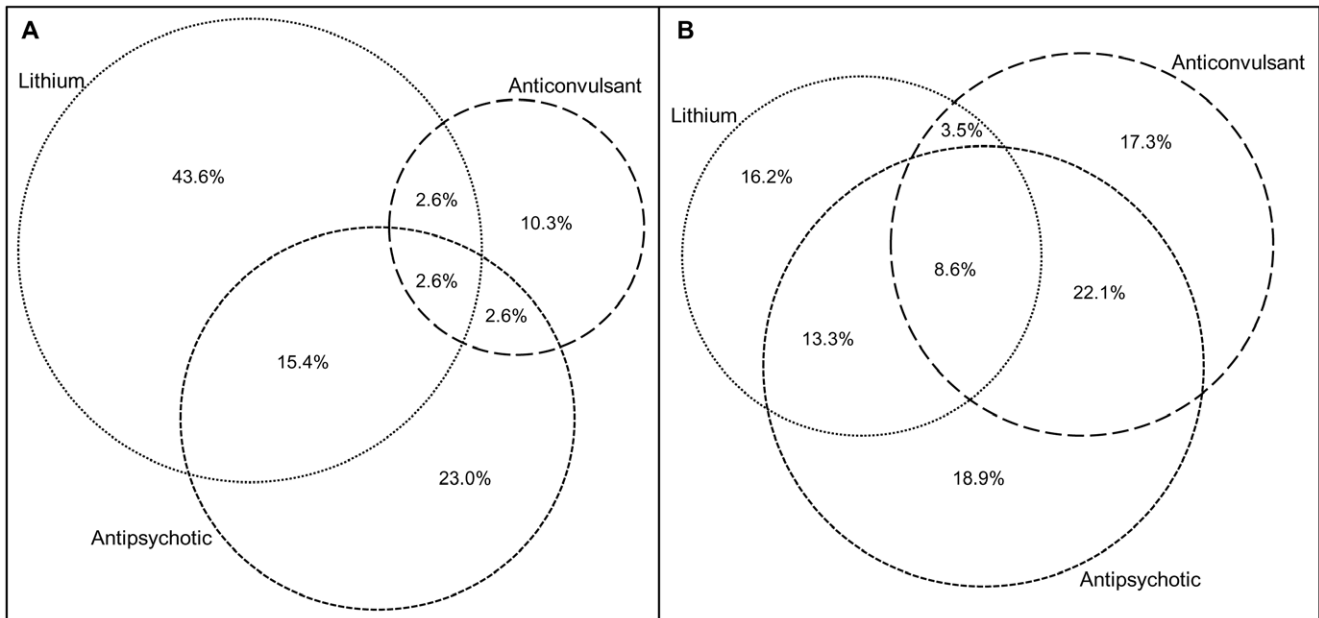 A
Lithium
Anticonvulsant
43.6%
2.6%
10.3%
2.6%
2.6%
15.4%
23.0%
Antipsychotic
B
Anticonvulsant
Lithium
3.5%
17.3%
16.2%
8.6%
22.1%
13.3%
18.9%
Antipsychotic